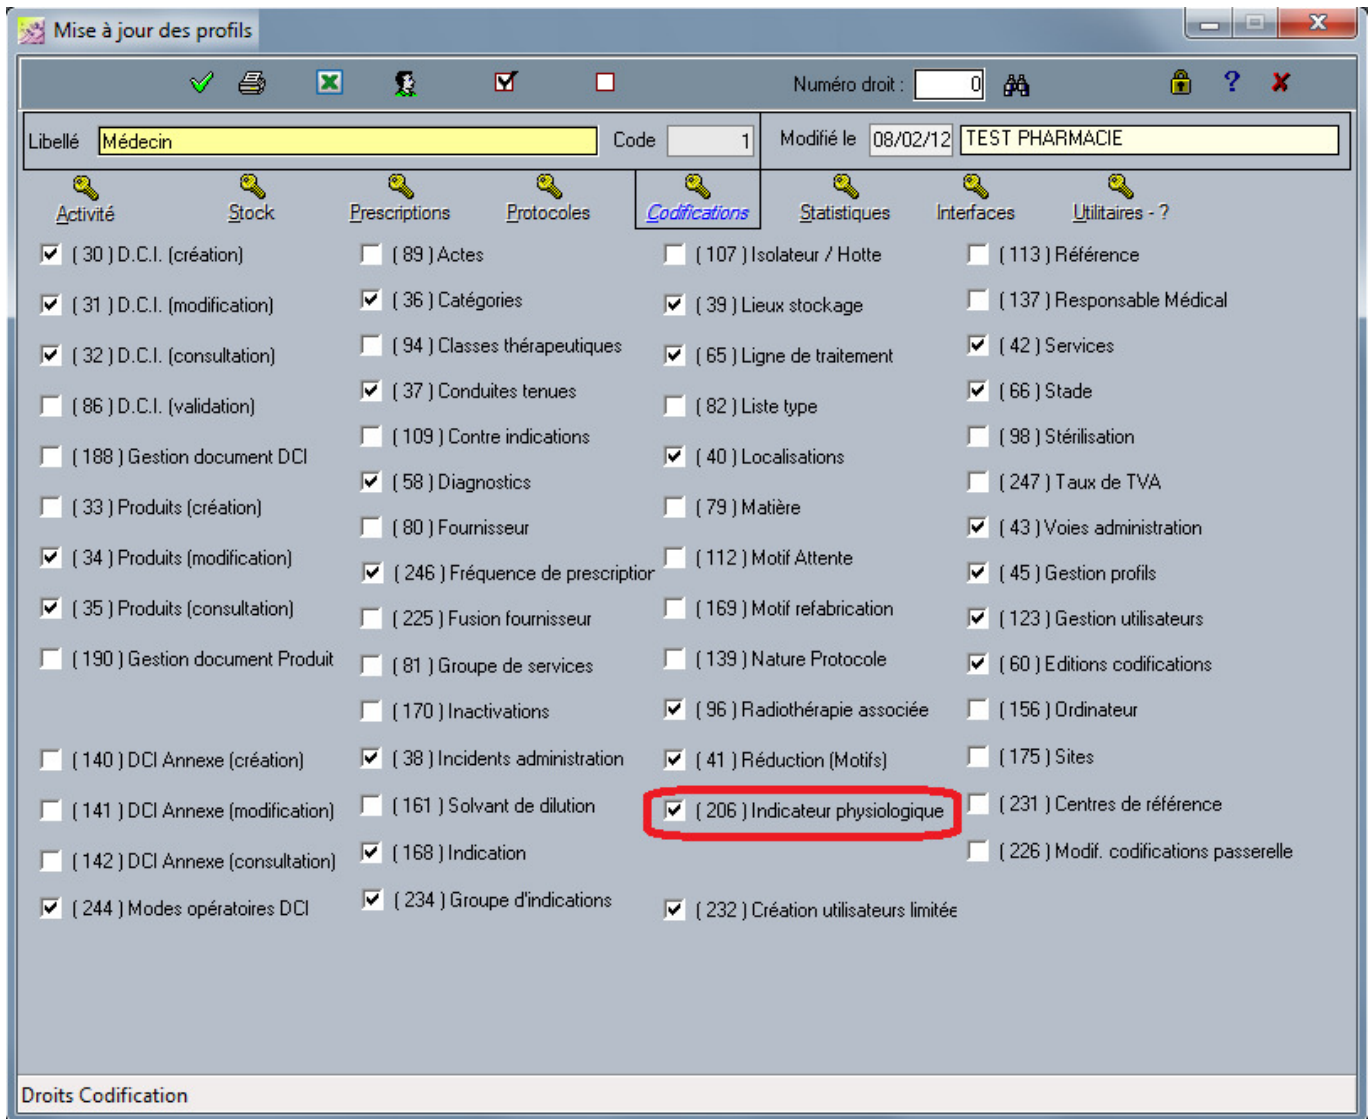 Mise à jour des profils
Numéro droit : 0
Libellé Médecin Code 1 Modifié le 08/02/12 TEST PHARMACIE
Activité Stock Prescriptions Protocoles Codifications Statistiques Interfaces Utilitaires - ?
( 30 ) D.C.I. (création)
( 31 ) D.C.I. (modification)
( 32 ) D.C.I. (consultation)
( 86 ) D.C.I. (validation)
( 188 ) Gestion document DCI
( 33 ) Produits (création)
( 34 ) Produits (modification)
( 35 ) Produits (consultation)
( 190 ) Gestion document Produit
( 140 ) DCI Annexe (création)
( 141 ) DCI Annexe (modification)
( 142 ) DCI Annexe (consultation)
( 244 ) Modes opératoires DCI
( 89 ) Actes
( 36 ) Catégories
( 94 ) Classes thérapeutiques
( 37 ) Conduites tenues
( 109 ) Contre indications
( 58 ) Diagnostics
( 80 ) Fournisseur
( 246 ) Fréquence de prescription
( 225 ) Fusion fournisseur
( 81 ) Groupe de services
( 170 ) Inactivations
( 38 ) Incidents administration
( 161 ) Solvant de dilution
( 168 ) Indication
( 234 ) Groupe d'indications
( 107 ) Isolateur / Hotte
( 39 ) Lieux stockage
( 65 ) Ligne de traitement
( 82 ) Liste type
( 40 ) Localisations
( 79 ) Matière
( 112 ) Motif Attente
( 169 ) Motif refabrication
( 139 ) Nature Protocole
( 96 ) Radiothérapie associée
( 41 ) Réduction (Motifs)
( 206 ) Indicateur physiologique
( 232 ) Création utilisateurs limitée
( 113 ) Référence
( 137 ) Responsable Médical
( 42 ) Services
( 66 ) Stade
( 98 ) Stérilisation
( 247 ) Taux de TVA
( 43 ) Voies administration
( 45 ) Gestion profils
( 123 ) Gestion utilisateurs
( 60 ) Editions codifications
( 156 ) Ordinateur
( 175 ) Sites
( 231 ) Centres de référence
( 226 ) Modif. codifications passerelle
Droits Codification